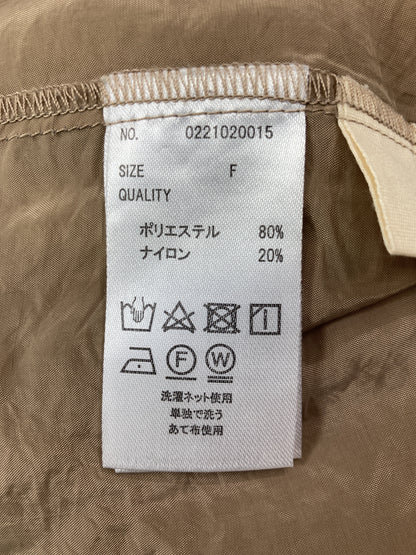 NO. 0221020015
SIZE F
QUALITY
ポリエステル 80%
ナイロン 20%
F W
洗濯ネット使用
単独で洗う
あて布使用